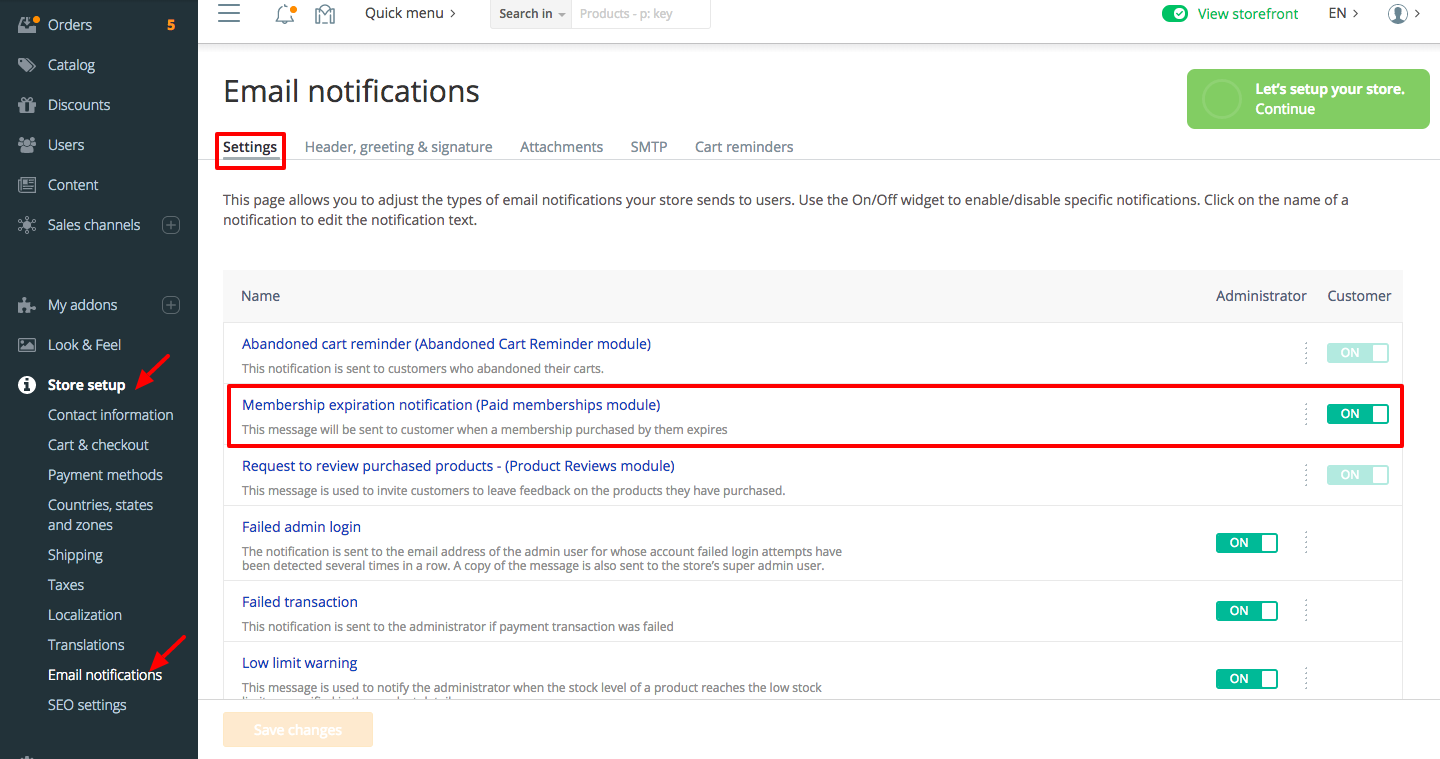 Orders 5
Catalog
Discounts
Users
Content
Sales channels
My addons
Look & Feel
Store setup
Contact information
Cart & checkout
Payment methods
Countries, states
and zones
Shipping
Taxes
Localization
Translations
Email notifications
SEO settings
Quick menu
Search in
Products - p: key
View storefront
EN
Email notifications
Let's setup your store.
Continue
Settings
Header, greeting & signature
Attachments
SMTP
Cart reminders
This page allows you to adjust the types of email notifications your store sends to users. Use the On/Off widget to enable/disable specific notifications. Click on the name of a
notification to edit the notification text.
Name Administrator Customer
Abandoned cart reminder (Abandoned Cart Reminder module)
ON
This notification is sent to customers who abandoned their carts.
Membership expiration notification (Paid memberships module)
ON
This message will be sent to customer when a membership purchased by them expires
Request to review purchased products - (Product Reviews module)
ON
This message is used to invite customers to leave feedback on the products they have purchased.
Failed admin login
ON
The notification is sent to the email address of the admin user for whose account failed login attempts have
been detected several times in a row. A copy of the message is also sent to the store's super admin user.
Failed transaction
ON
This notification is sent to the administrator if payment transaction was failed
Low limit warning
ON
This message is used to notify the administrator when the stock level of a product reaches the low stock
Save changes